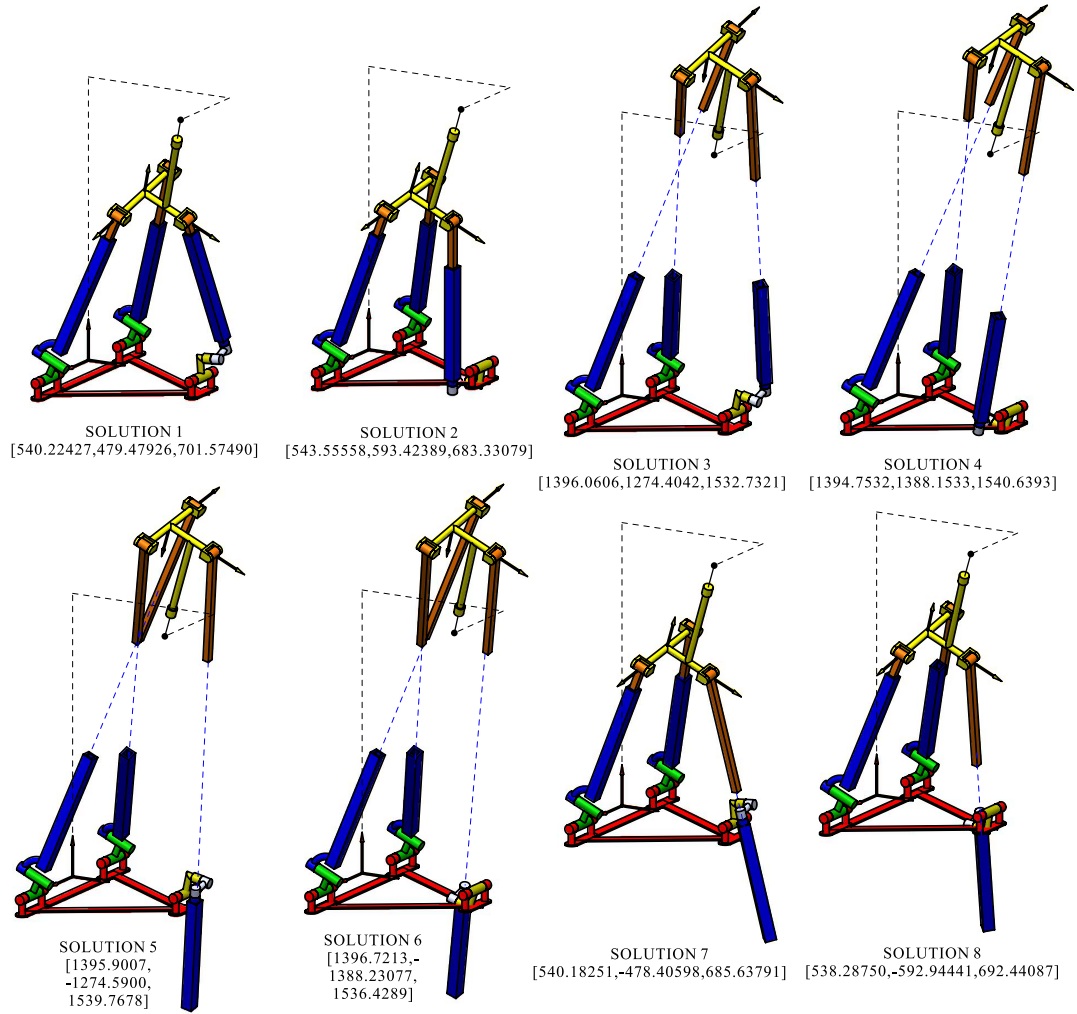 SOLUTION 1
[540.22427,479.47926,701.57490]
SOLUTION 2
[543.55558,593.42389,683.33079]
SOLUTION 3
[1396.0606,1274.4042,1532.7321]
SOLUTION 4
[1394.7532,1388.1533,1540.6393]
SOLUTION 5
[1395.9007,
-1274.5900,
1539.7678]
SOLUTION 6
[1396.7213,-
1388.23077,
1536.4289]
SOLUTION 7
[540.18251,-478.40598,685.63791]
SOLUTION 8
[538.28750,-592.94441,692.44087]